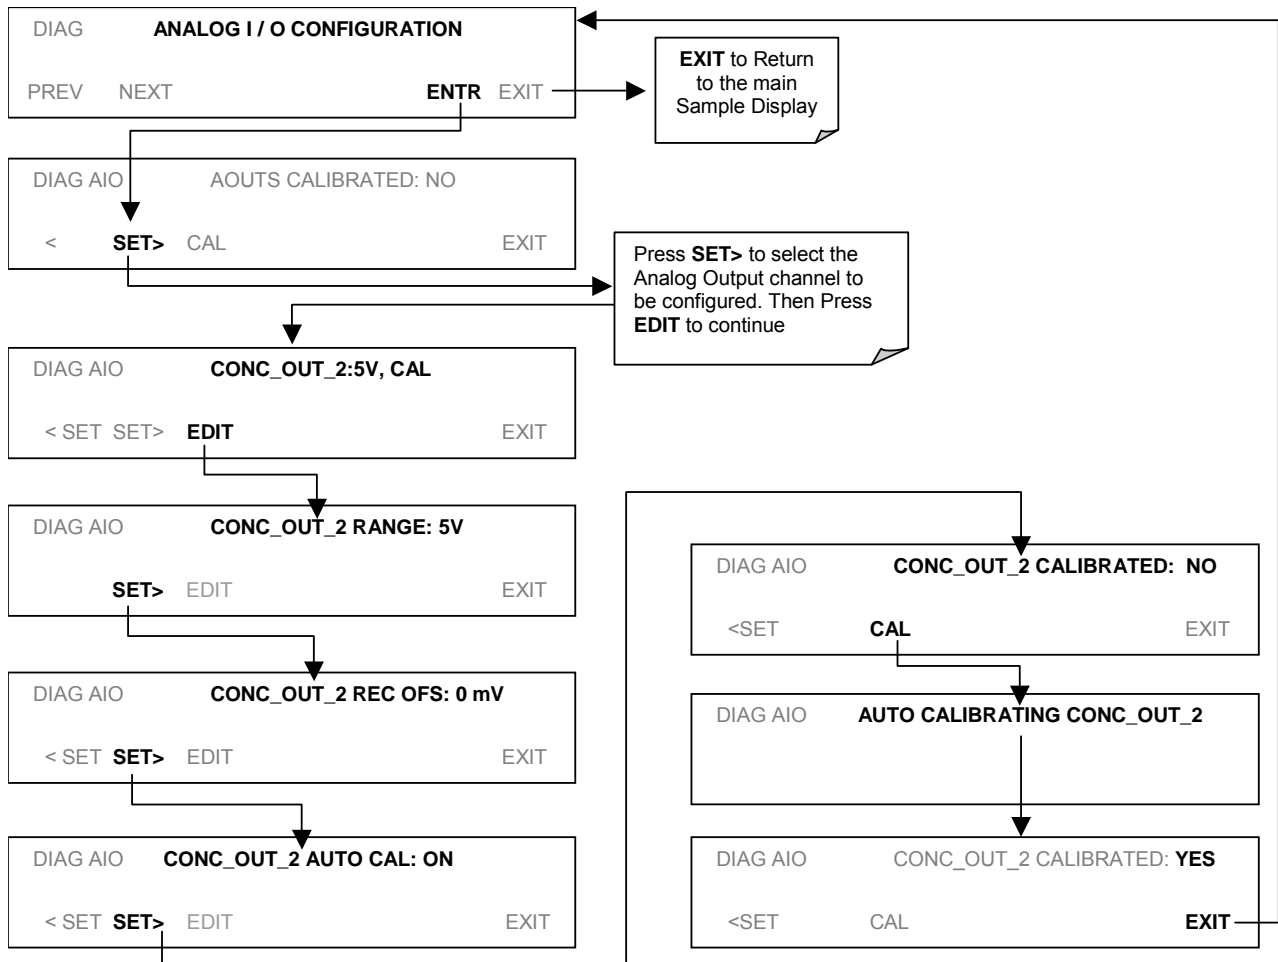 DIAG ANALOG I / O CONFIGURATION
PREV NEXT ENTR EXIT
EXIT to Return
to the main
Sample Display
DIAG AIO AOUTS CALIBRATED: NO
< SET> CAL EXIT
Press SET> to select the
Analog Output channel to
be configured. Then Press
EDIT to continue
DIAG AIO CONC_OUT_2:5V, CAL
< SET SET> EDIT EXIT
DIAG AIO CONC_OUT_2 RANGE: 5V
SET> EDIT EXIT
DIAG AIO CONC_OUT_2 REC OFS: 0 mV
< SET SET> EDIT EXIT
DIAG AIO CONC_OUT_2 AUTO CAL: ON
< SET SET> EDIT EXIT
DIAG AIO CONC_OUT_2 CALIBRATED: NO
<SET CAL EXIT
DIAG AIO AUTO CALIBRATING CONC_OUT_2
DIAG AIO CONC_OUT_2 CALIBRATED: YES
<SET CAL EXIT